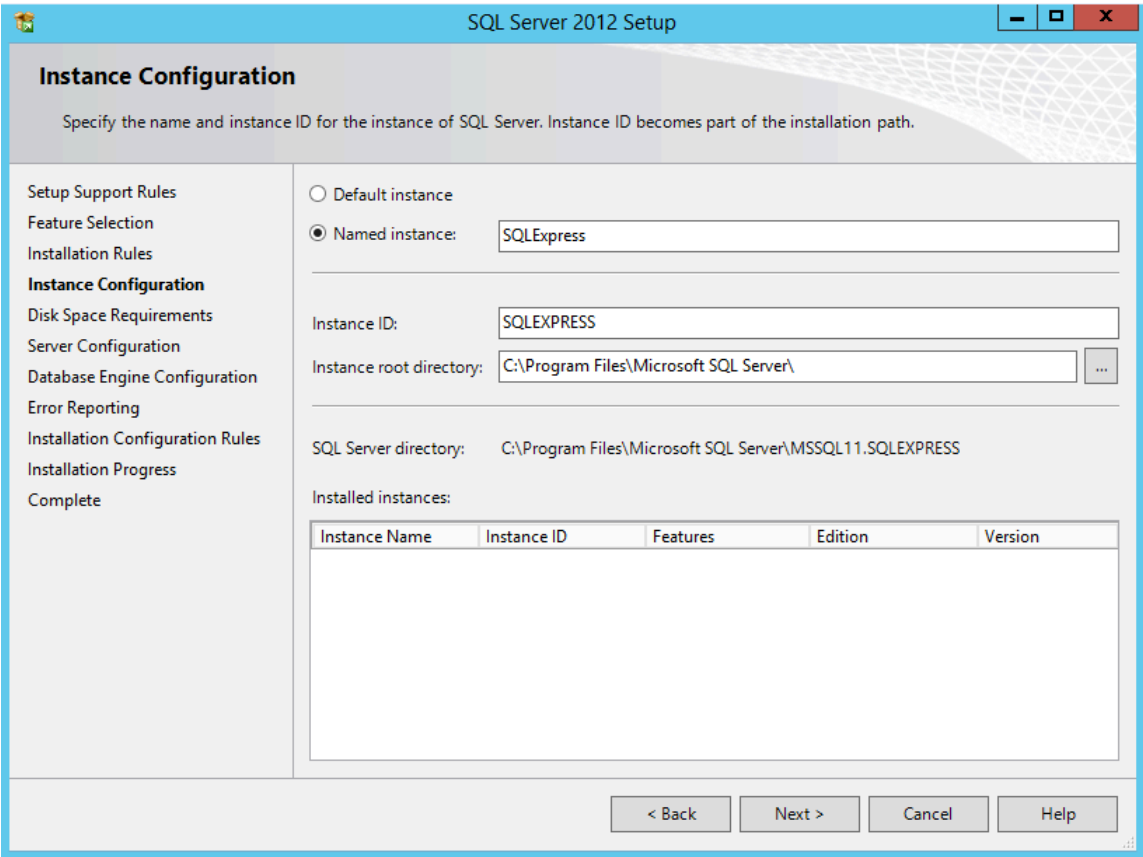 SQL Server 2012 Setup
Instance Configuration
Specify the name and instance ID for the instance of SQL Server. Instance ID becomes part of the installation path.
Setup Support Rules
Feature Selection
Installation Rules
Instance Configuration
Disk Space Requirements
Server Configuration
Database Engine Configuration
Error Reporting
Installation Configuration Rules
Installation Progress
Complete
Default instance
Named instance: SQLExpress
Instance ID: SQLEXPRESS
Instance root directory: C:\Program Files\Microsoft SQL Server\ ...
SQL Server directory: C:\Program Files\Microsoft SQL Server\MSSQL11.SQLEXPRESS
Installed instances:
Instance Name Instance ID Features Edition Version
< Back Next > Cancel Help